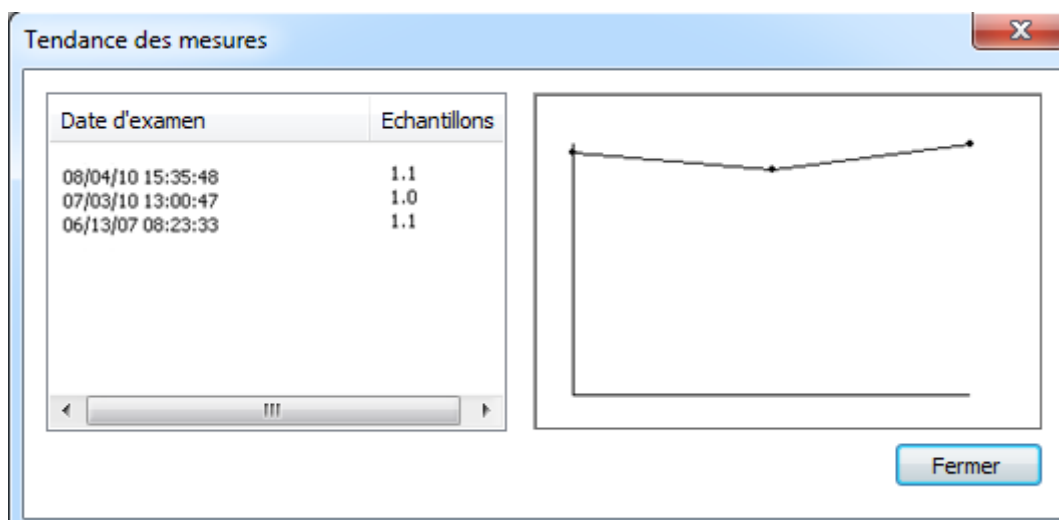 Tendance des mesures
Date d'examen Echantillons
08/04/10 15:35:48 1.1
07/03/10 13:00:47 1.0
06/13/07 08:23:33 1.1
Fermer